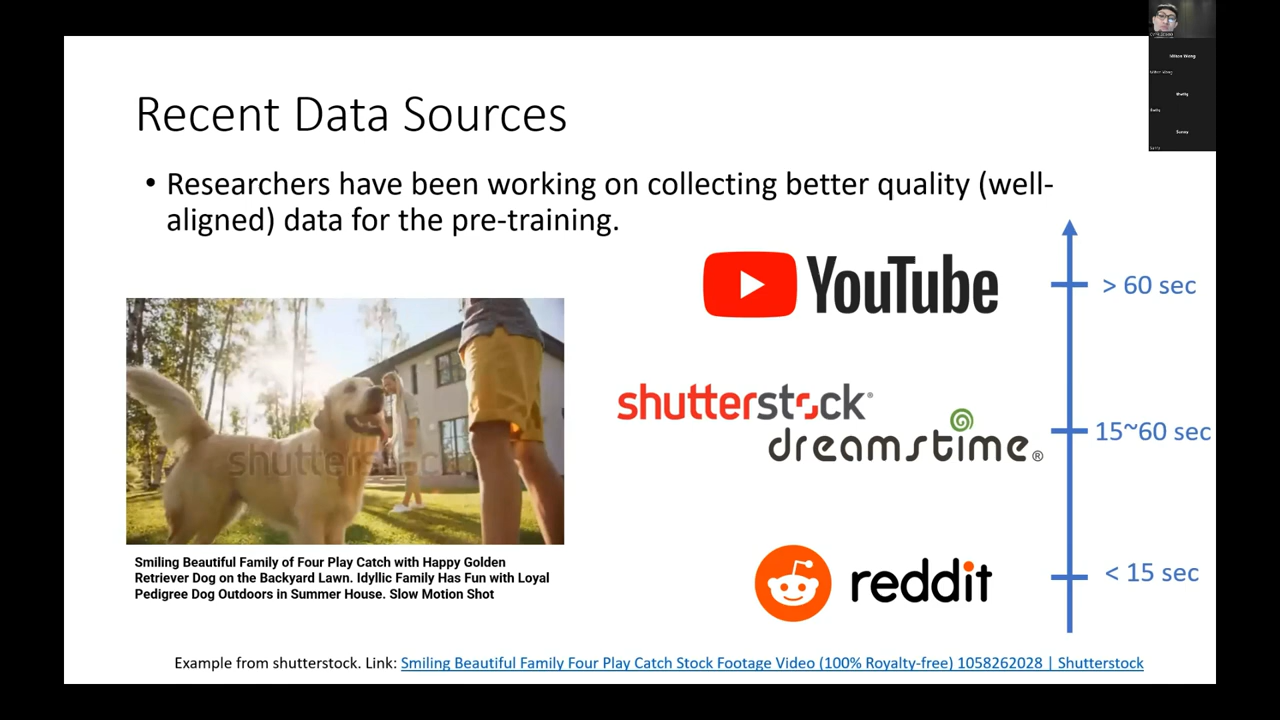 Recent Data Sources
• Researchers have been working on collecting better quality (well-
aligned) data for the pre-training.
YouTube
> 60 sec
shutterstock®
dreamstime®
15~60 sec
reddit
< 15 sec
shutterstock
Smiling Beautiful Family of Four Play Catch with Happy Golden
Retriever Dog on the Backyard Lawn. Idyllic Family Has Fun with Loyal
Pedigree Dog Outdoors in Summer House. Slow Motion Shot
Example from shutterstock. Link: Smiling Beautiful Family Four Play Catch Stock Footage Video (100% Royalty-free) 1058262028 | Shutterstock